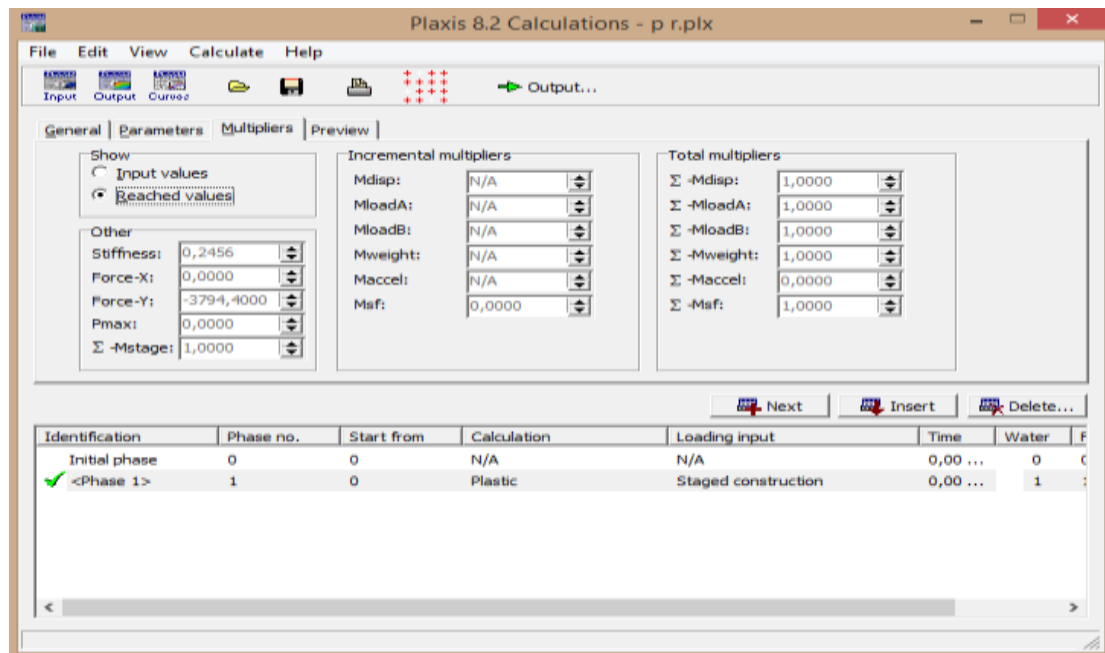 Plaxis 8.2 Calculations - p r.plx
File Edit View Calculate Help
Input Output Curves Output...
General Parameters Multipliers Preview
Show
Input values
Reached values
Other
Stiffness: 0,2456
Force-X: 0,0000
Force-Y: -3794,4000
Pmax: 0,0000
Σ -Mstage: 1,0000
Incremental multipliers
Mdisp: N/A
MloadA: N/A
MloadB: N/A
Mweight: N/A
Maccel: N/A
Msf: 0,0000
Total multipliers
Σ -Mdisp: 1,0000
Σ -MloadA: 1,0000
Σ -MloadB: 1,0000
Σ -Mweight: 1,0000
Σ -Maccel: 0,0000
Σ -Msf: 1,0000
Next Insert Delete...
Identification Phase no. Start from Calculation Loading input Time Water F
Initial phase 0 0 N/A N/A 0,00 ... 0
<Phase 1> 1 0 Plastic Staged construction 0,00 ... 1